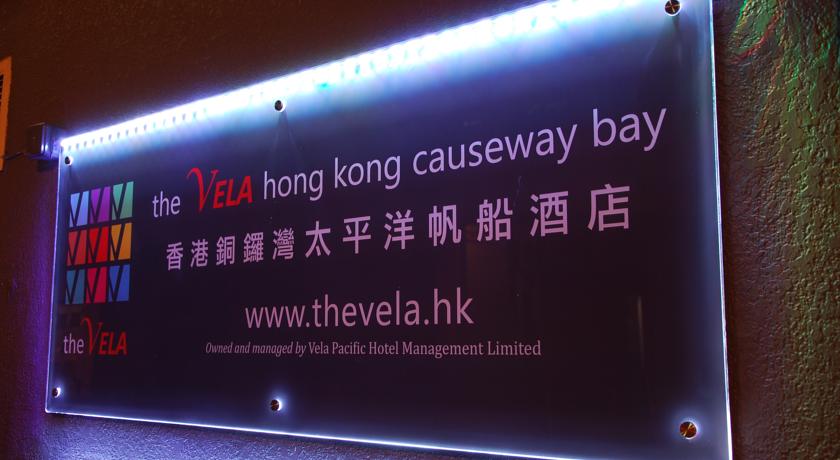 the VELA hong kong causeway bay
香港銅鑼灣太平洋帆船酒店
www.thevela.hk
the VELA
Owned and managed by Vela Pacific Hotel Management Limited